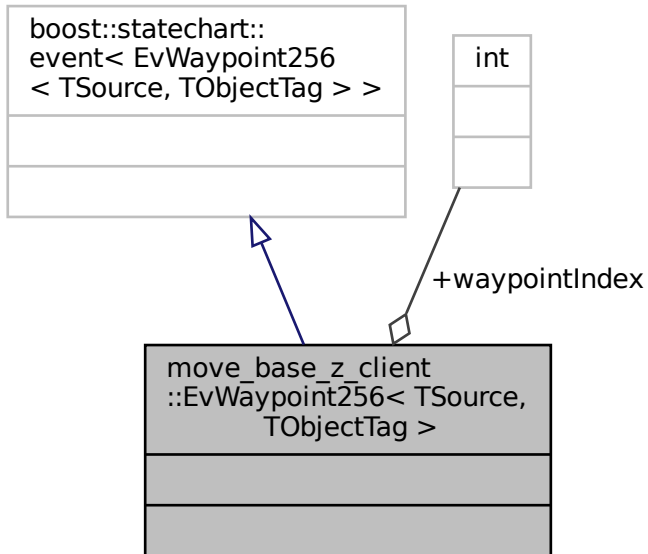 boost::statechart::
event< EvWaypoint256
< TSource, TObjectTag > >
int
+waypointIndex
move_base_z_client
::EvWaypoint256< TSource,
TObjectTag >